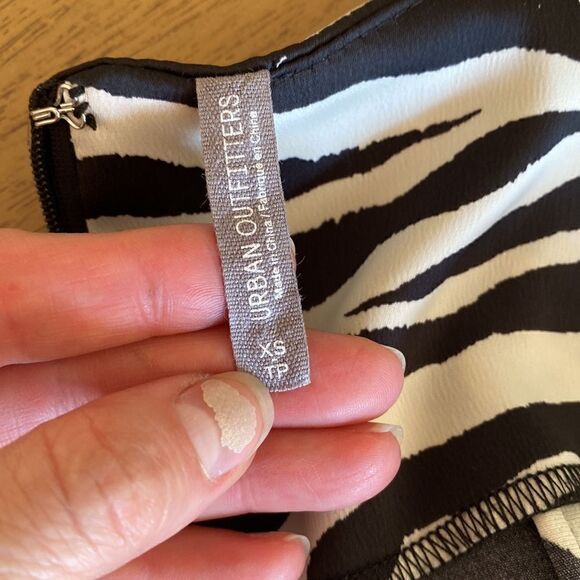 URBAN OUTFITTERS
Made in China / Fabriqué en Chine
XS
TP